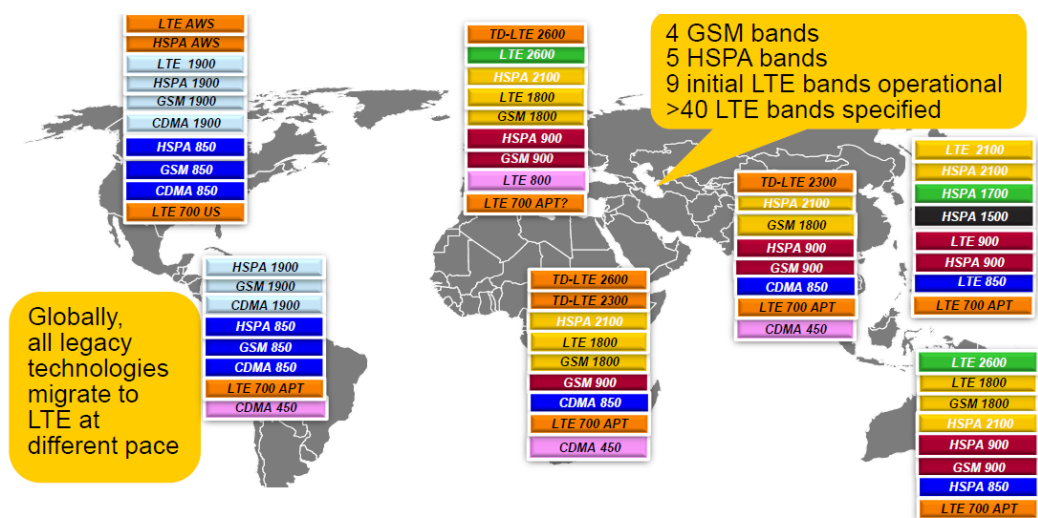 LTE AWS
HSPA AWS
LTE 1900
HSPA 1900
GSM 1900
CDMA 1900
HSPA 850
GSM 850
CDMA 850
LTE 700 US
TD-LTE 2600
LTE 2600
HSPA 2100
LTE 1800
GSM 1800
HSPA 900
GSM 900
LTE 800
LTE 700 APT?
4 GSM bands
5 HSPA bands
9 initial LTE bands operational
>40 LTE bands specified
LTE 2100
HSPA 2100
HSPA 1700
HSPA 1500
LTE 900
HSPA 900
LTE 850
LTE 700 APT
TD-LTE 2300
HSPA 2100
GSM 1800
HSPA 900
GSM 900
CDMA 850
LTE 700 APT
CDMA 450
Globally,
all legacy
technologies
migrate to
LTE at
different pace
HSPA 1900
GSM 1900
CDMA 1900
HSPA 850
GSM 850
CDMA 850
LTE 700 APT
CDMA 450
TD-LTE 2600
TD-LTE 2300
HSPA 2100
LTE 1800
GSM 1800
GSM 900
CDMA 850
LTE 700 APT
CDMA 450
LTE 2600
LTE 1800
GSM 1800
HSPA 2100
HSPA 900
GSM 900
HSPA 850
LTE 700 APT